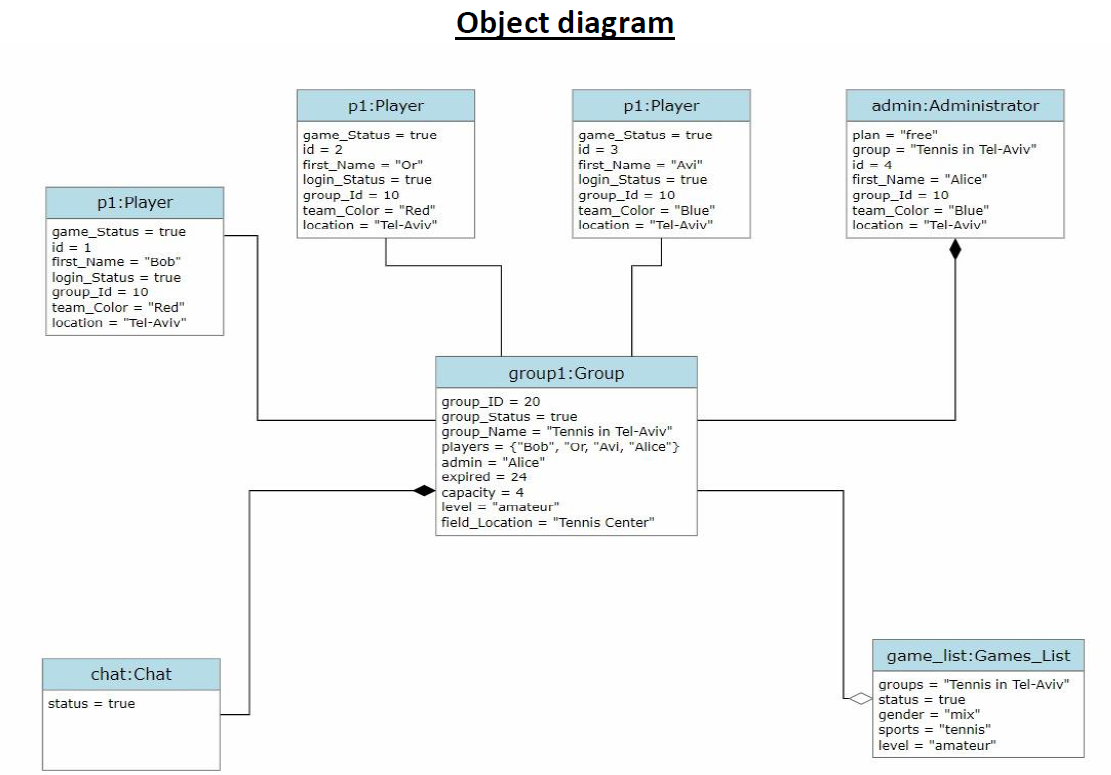 Object diagram
p1:Player
game_Status = true
id = 2
first_Name = "Or"
login_Status = true
group_Id = 10
team_Color = "Red"
location = "Tel-Aviv"
p1:Player
game_Status = true
id = 3
first_Name = "Avi"
login_Status = true
group_Id = 10
team_Color = "Blue"
location = "Tel-Aviv"
admin:Administrator
plan = "free"
group = "Tennis in Tel-Aviv"
id = 4
first_Name = "Alice"
group_Id = 10
team_Color = "Blue"
location = "Tel-Aviv"
p1:Player
game_Status = true
id = 1
first_Name = "Bob"
login_Status = true
group_Id = 10
team_Color = "Red"
location = "Tel-Aviv"
group1:Group
group_ID = 20
group_Status = true
group_Name = "Tennis in Tel-Aviv"
players = {"Bob", "Or, "Avi, "Alice"}
admin = "Alice"
expired = 24
capacity = 4
level = "amateur"
field_Location = "Tennis Center"
chat:Chat
status = true
game_list:Games_List
groups = "Tennis in Tel-Aviv"
status = true
gender = "mix"
sports = "tennis"
level = "amateur"